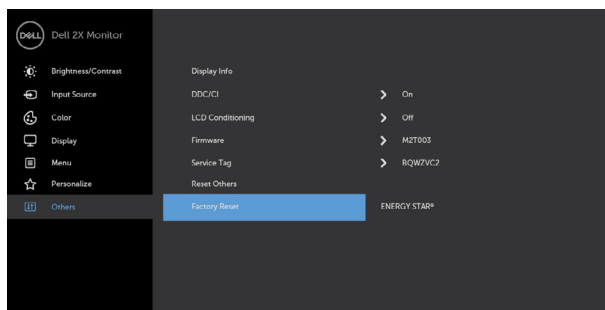 DELL Dell 2X Monitor
Brightness/Contrast Display Info
Input Source DDC/CI On
Color LCD Conditioning Off
Display Firmware M2T003
Menu Service Tag BQWZVC2
Personalize Reset Others
Others Factory Reset ENERGY STAR®